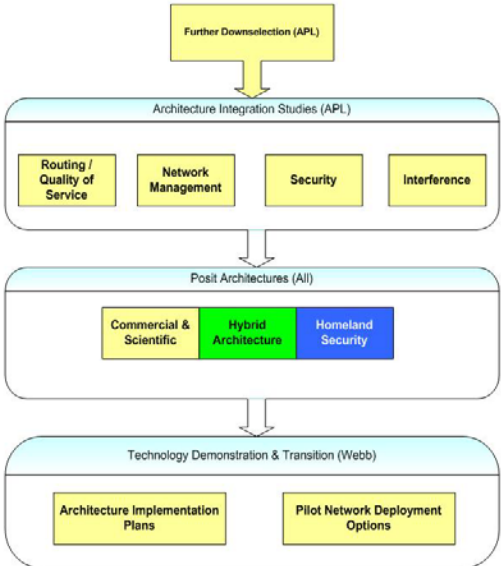 Further Downselection (APL)
Architecture Integration Studies (APL)
Routing /
Quality of
Service
Network
Management
Security
Interference
Posit Architectures (All)
Commercial &
Scientific
Hybrid
Architecture
Homeland
Security
Technology Demonstration & Transition (Webb)
Architecture Implementation
Plans
Pilot Network Deployment
Options